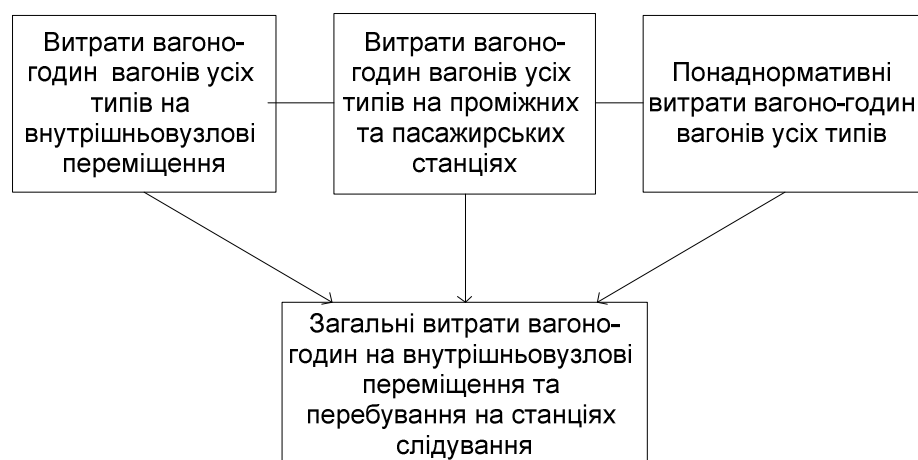 Витрати вагоно-
годин вагонів усіх
типів на
внутрішньовузлові
переміщення
Витрати вагоно-
годин вагонів усіх
типів на проміжних
та пасажирських
станціях
Понаднормативні
витрати вагоно-годин
вагонів усіх типів
Загальні витрати вагоно-
годин на внутрішньовузлові
переміщення та
перебування на станціях
слідування